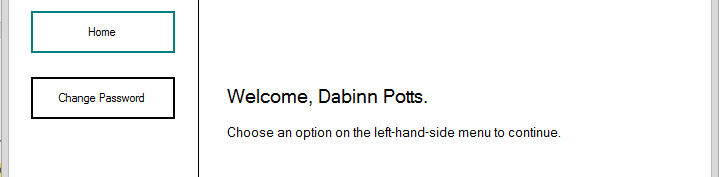 Home
Change Password
Welcome, Dabinn Potts.
Choose an option on the left-hand-side menu to continue.